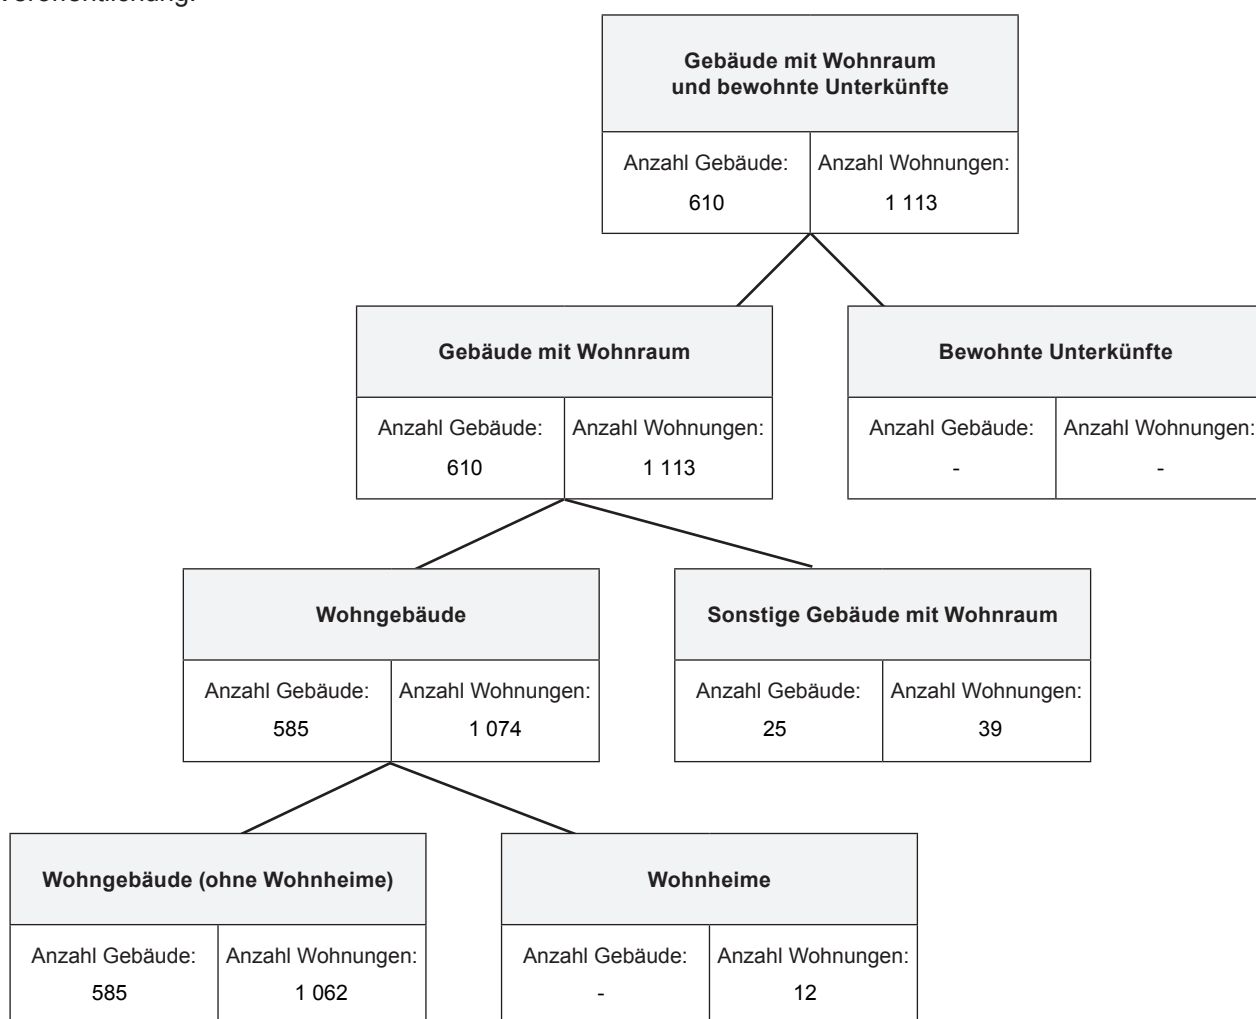 Veröffentlichung.
Gebäude mit Wohnraum
und bewohnte Unterkünfte
Anzahl Gebäude: Anzahl Wohnungen:
610 1 113
Gebäude mit Wohnraum Bewohnte Unterkünfte
Anzahl Gebäude: Anzahl Wohnungen: Anzahl Gebäude: Anzahl Wohnungen:
610 1 113 - -
Wohngebäude Sonstige Gebäude mit Wohnraum
Anzahl Gebäude: Anzahl Wohnungen: Anzahl Gebäude: Anzahl Wohnungen:
585 1 074 25 39
Wohngebäude (ohne Wohnheime) Wohnheime
Anzahl Gebäude: Anzahl Wohnungen: Anzahl Gebäude: Anzahl Wohnungen:
585 1 062 - 12